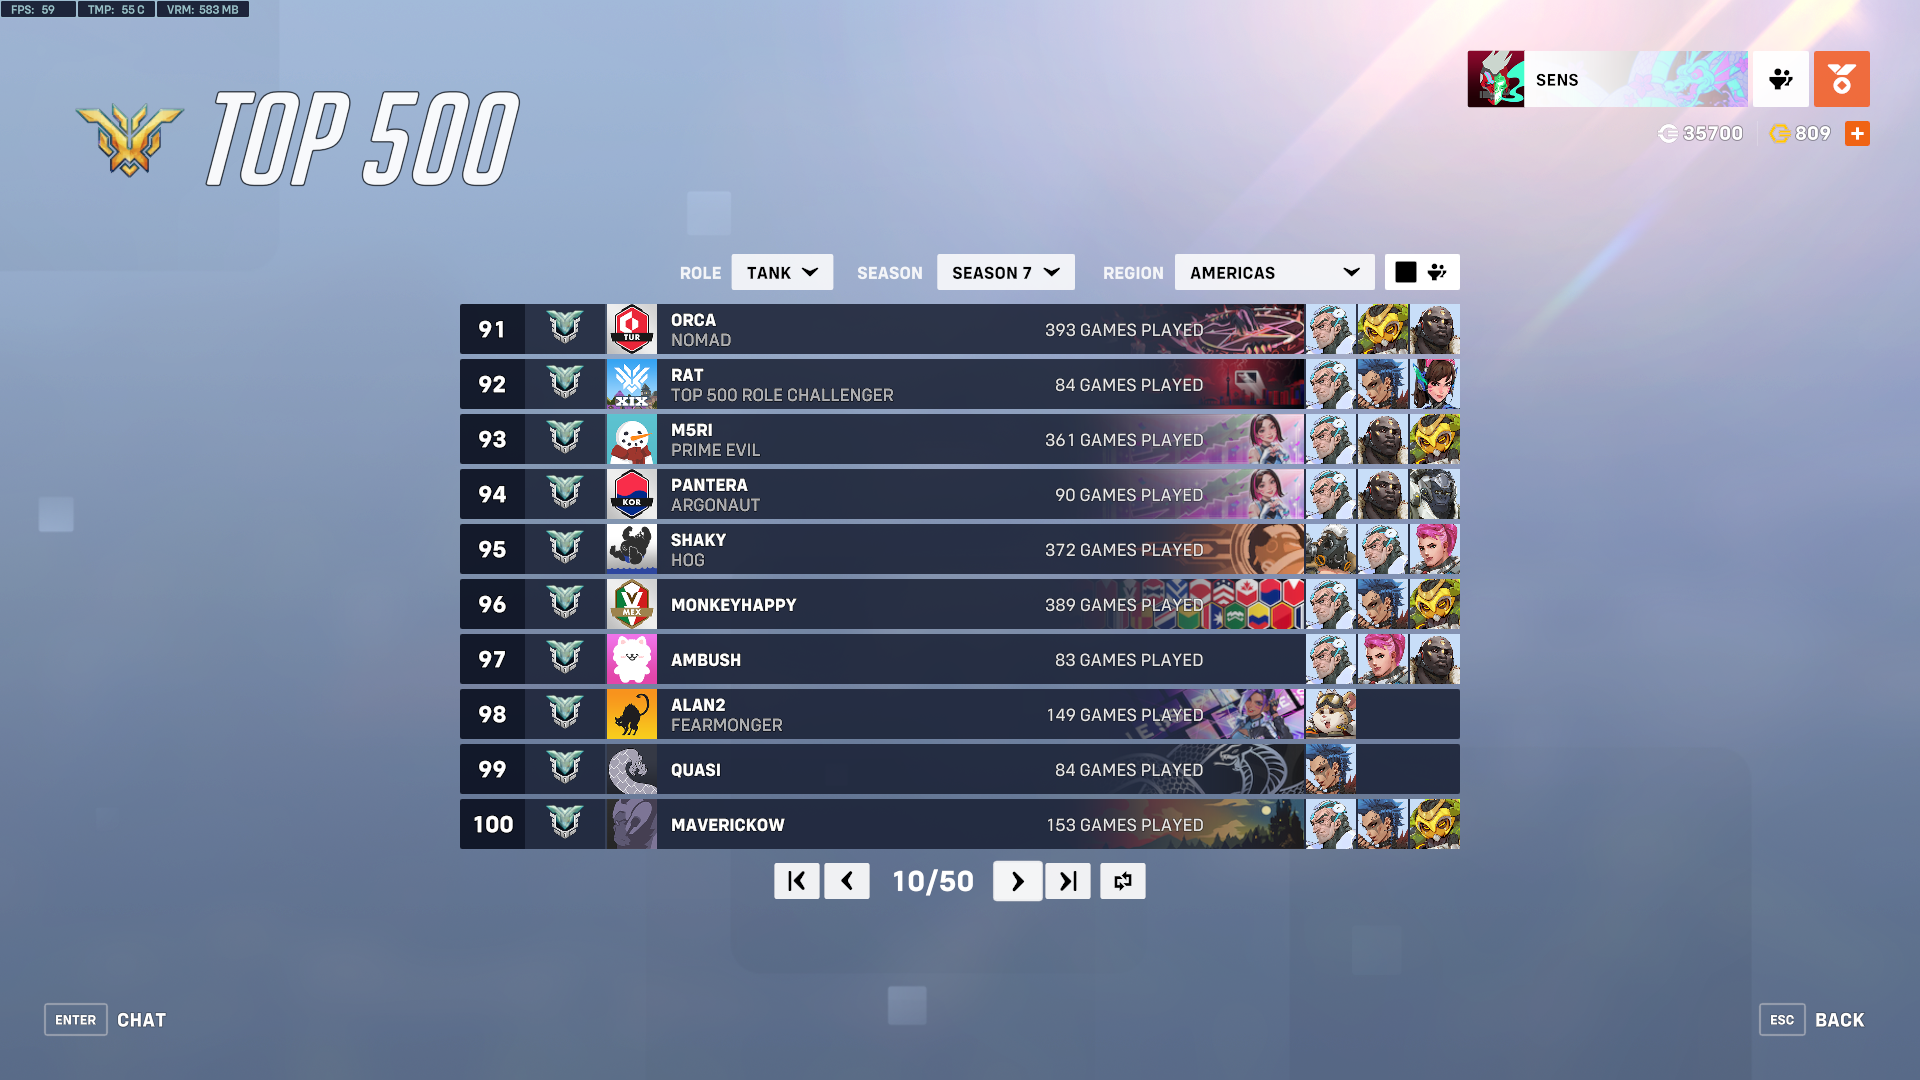 FPS: 59 TMP: 55 C VRM: 583 MB
TOP 500
SENS
35700 809
ROLE TANK SEASON SEASON 7 REGION AMERICAS
91 TUR ORCA 393 GAMES PLAYED
NOMAD
92 XIX RAT 84 GAMES PLAYED
TOP 500 ROLE CHALLENGER
93 M5RI 361 GAMES PLAYED
PRIME EVIL
94 KOR PANTERA 90 GAMES PLAYED
ARGONAUT
95 SHAKY 372 GAMES PLAYED
HOG
96 MEX MONKEYHAPPY 389 GAMES PLAYED
97 AMBUSH 83 GAMES PLAYED
98 ALAN2 149 GAMES PLAYED
FEARMONGER
99 QUASI 84 GAMES PLAYED
100 MAVERICKOW 153 GAMES PLAYED
10/50
ENTER CHAT
ESC BACK